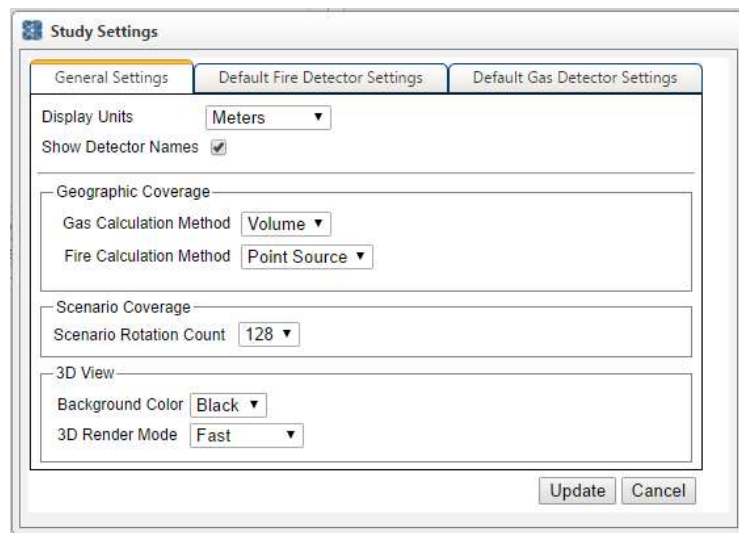 Study Settings
General Settings Default Fire Detector Settings Default Gas Detector Settings
Display Units Meters
Show Detector Names
Geographic Coverage
Gas Calculation Method Volume
Fire Calculation Method Point Source
Scenario Coverage
Scenario Rotation Count 128
3D View
Background Color Black
3D Render Mode Fast
Update Cancel